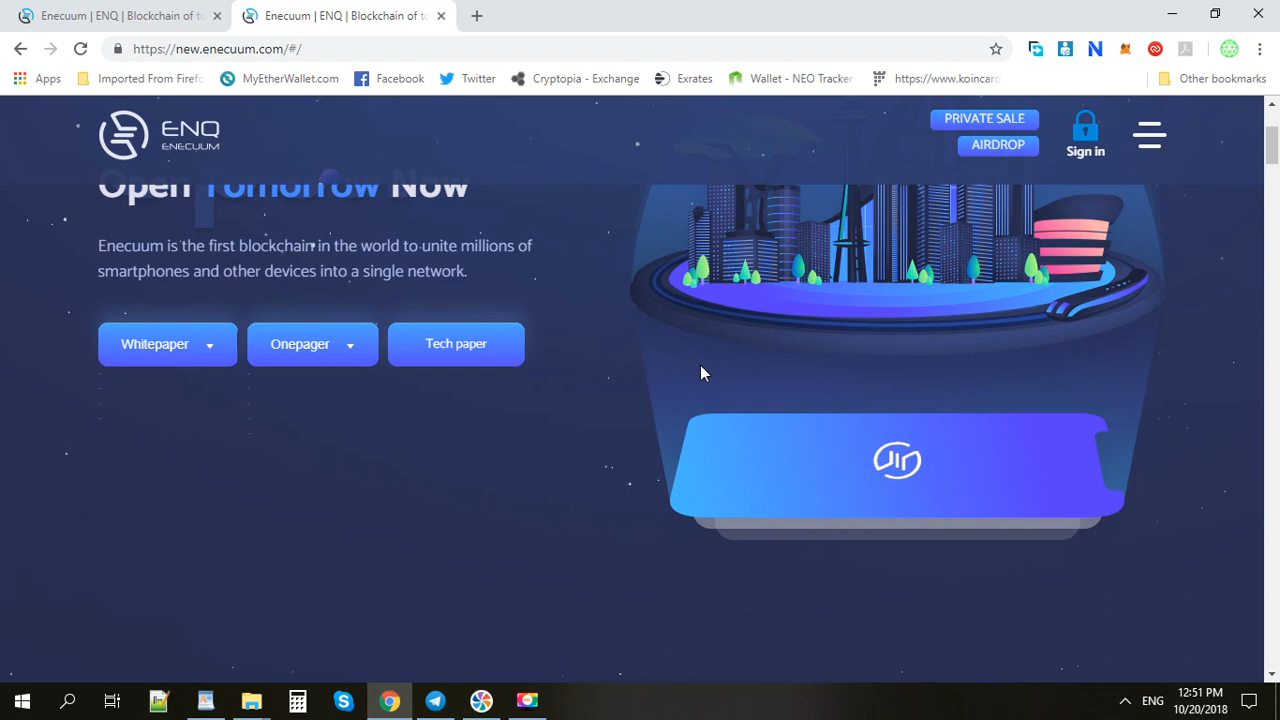 Enecuum | ENQ | Blockchain of to
Enecuum | ENQ | Blockchain of to
https://new.enecuum.com/#/
Apps
Imported From Firefo
MyEtherWallet.com
Facebook
Twitter
Cryptopia - Exchange
Exrates
Wallet - NEO Tracker
https://www.koincard
Other bookmarks
ENQ
ENECUUM
PRIVATE SALE
AIRDROP
Sign in
Open Tomorrow Now
Enecuum is the first blockchain in the world to unite millions of
smartphones and other devices into a single network.
Whitepaper
Onepager
Tech paper
ENG
12:51 PM
10/20/2018